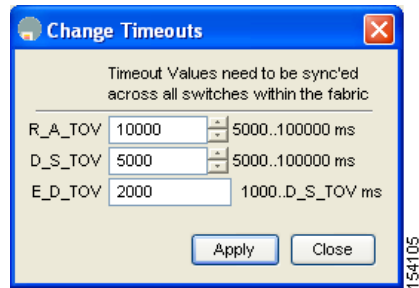 Change Timeouts
Timeout Values need to be sync'ed
across all switches within the fabric
R_A_TOV 10000 5000..100000 ms
D_S_TOV 5000 5000..100000 ms
E_D_TOV 2000 1000..D_S_TOV ms
Apply Close
154105